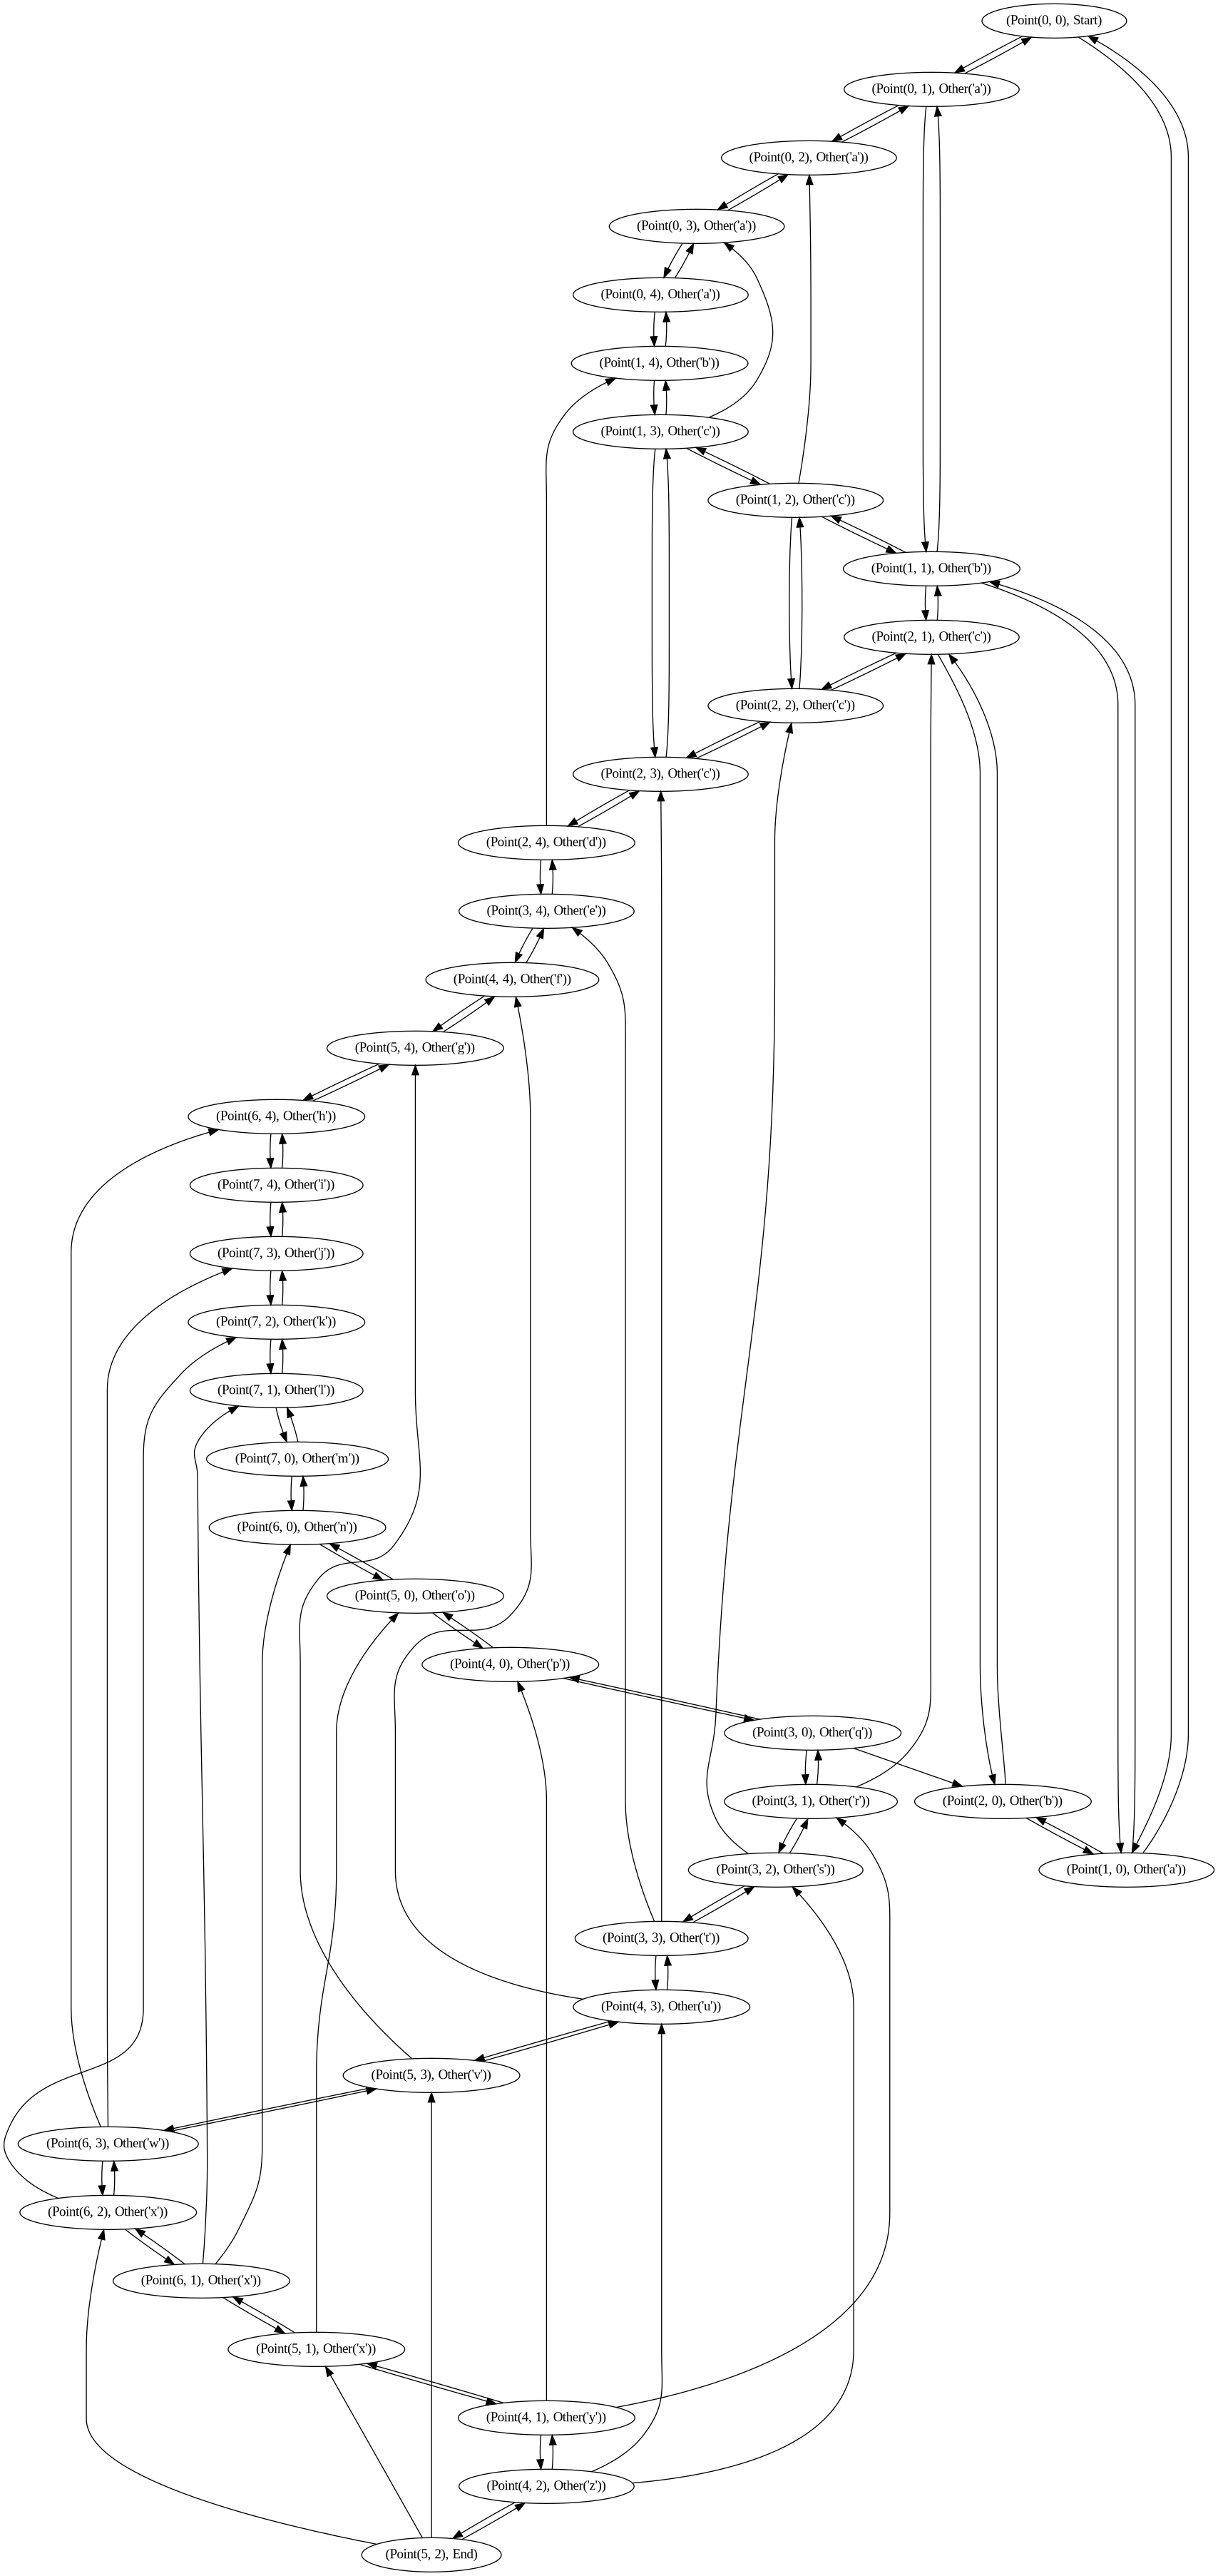 (Point(0, 0), Start)
(Point(0, 1), Other('a'))
(Point(0, 2), Other('a'))
(Point(0, 3), Other('a'))
(Point(0, 4), Other('a'))
(Point(1, 4), Other('b'))
(Point(1, 3), Other('c'))
(Point(1, 2), Other('c'))
(Point(1, 1), Other('b'))
(Point(2, 1), Other('c'))
(Point(2, 2), Other('c'))
(Point(2, 3), Other('c'))
(Point(2, 4), Other('d'))
(Point(3, 4), Other('e'))
(Point(4, 4), Other('f'))
(Point(5, 4), Other('g'))
(Point(6, 4), Other('h'))
(Point(7, 4), Other('i'))
(Point(7, 3), Other('j'))
(Point(7, 2), Other('k'))
(Point(7, 1), Other('l'))
(Point(7, 0), Other('m'))
(Point(6, 0), Other('n'))
(Point(5, 0), Other('o'))
(Point(4, 0), Other('p'))
(Point(3, 0), Other('q'))
(Point(3, 1), Other('r'))
(Point(2, 0), Other('b'))
(Point(3, 2), Other('s'))
(Point(1, 0), Other('a'))
(Point(3, 3), Other('t'))
(Point(4, 3), Other('u'))
(Point(5, 3), Other('v'))
(Point(6, 3), Other('w'))
(Point(6, 2), Other('x'))
(Point(6, 1), Other('x'))
(Point(5, 1), Other('x'))
(Point(4, 1), Other('y'))
(Point(4, 2), Other('z'))
(Point(5, 2), End)